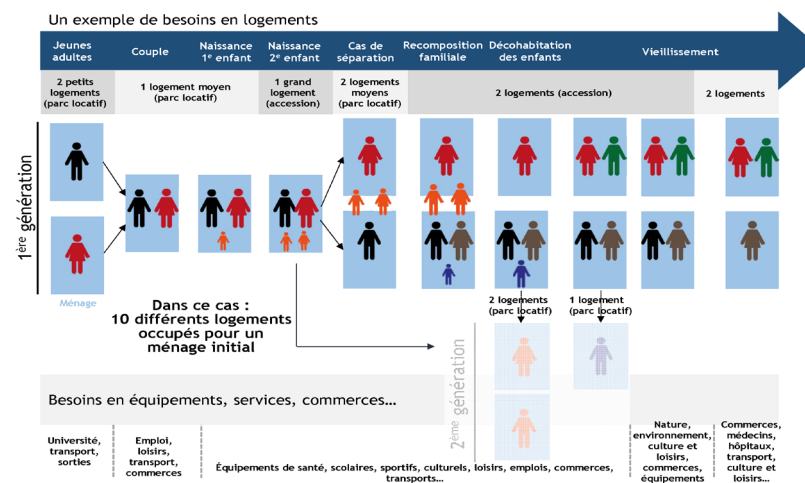 Un exemple de besoins en logements
Jeunes
adultes
Couple
Naissance
1e enfant
Naissance
2e enfant
Cas de
séparation
Recomposition
familiale
Décohabitation
des enfants
Vieillissement
2 petits
logements
(parc locatif)
1 logement moyen
(parc locatif)
1 grand
logement
(accession)
2 logements
moyens
(parc locatif)
2 logements (accession)
2 logements
1ère génération
Ménage
Dans ce cas :
10 différents logements
occupés pour un
ménage initial
2 logements
(parc locatif)
1 logement
(parc locatif)
2ème génération
Besoins en équipements, services, commerces...
Université,
transport,
sorties
Emploi,
loisirs,
transport,
commerces
Équipements de santé, scolaires, sportifs, culturels, loisirs, emplois, commerces,
transports...
Nature,
environnement,
culture et
loisirs,
commerces,
équipements
Commerces,
médecins,
hôpitaux,
transport,
culture et
loisirs...